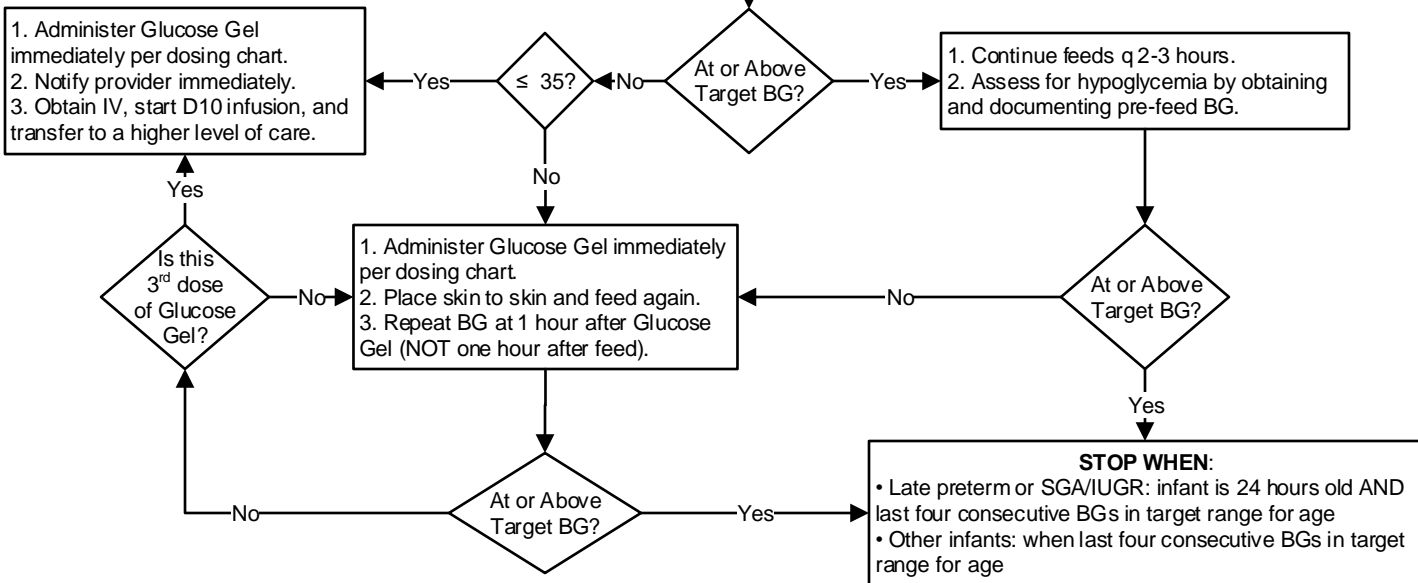 1. Administer Glucose Gel
immediately per dosing chart.
2. Notify provider immediately.
3. Obtain IV, start D10 infusion, and
transfer to a higher level of care.
Yes
≤ 35?
No
At or Above
Target BG?
Yes
1. Continue feeds q 2-3 hours.
2. Assess for hypoglycemia by obtaining
and documenting pre-feed BG.
Yes
No
Is this
3rd dose
of Glucose
Gel?
No
1. Administer Glucose Gel immediately
per dosing chart.
2. Place skin to skin and feed again.
3. Repeat BG at 1 hour after Glucose
Gel (NOT one hour after feed).
No
At or Above
Target BG?
Yes
No
At or Above
Target BG?
Yes
STOP WHEN:
• Late preterm or SGA/IUGR: infant is 24 hours old AND
last four consecutive BGs in target range for age
• Other infants: when last four consecutive BGs in target
range for age